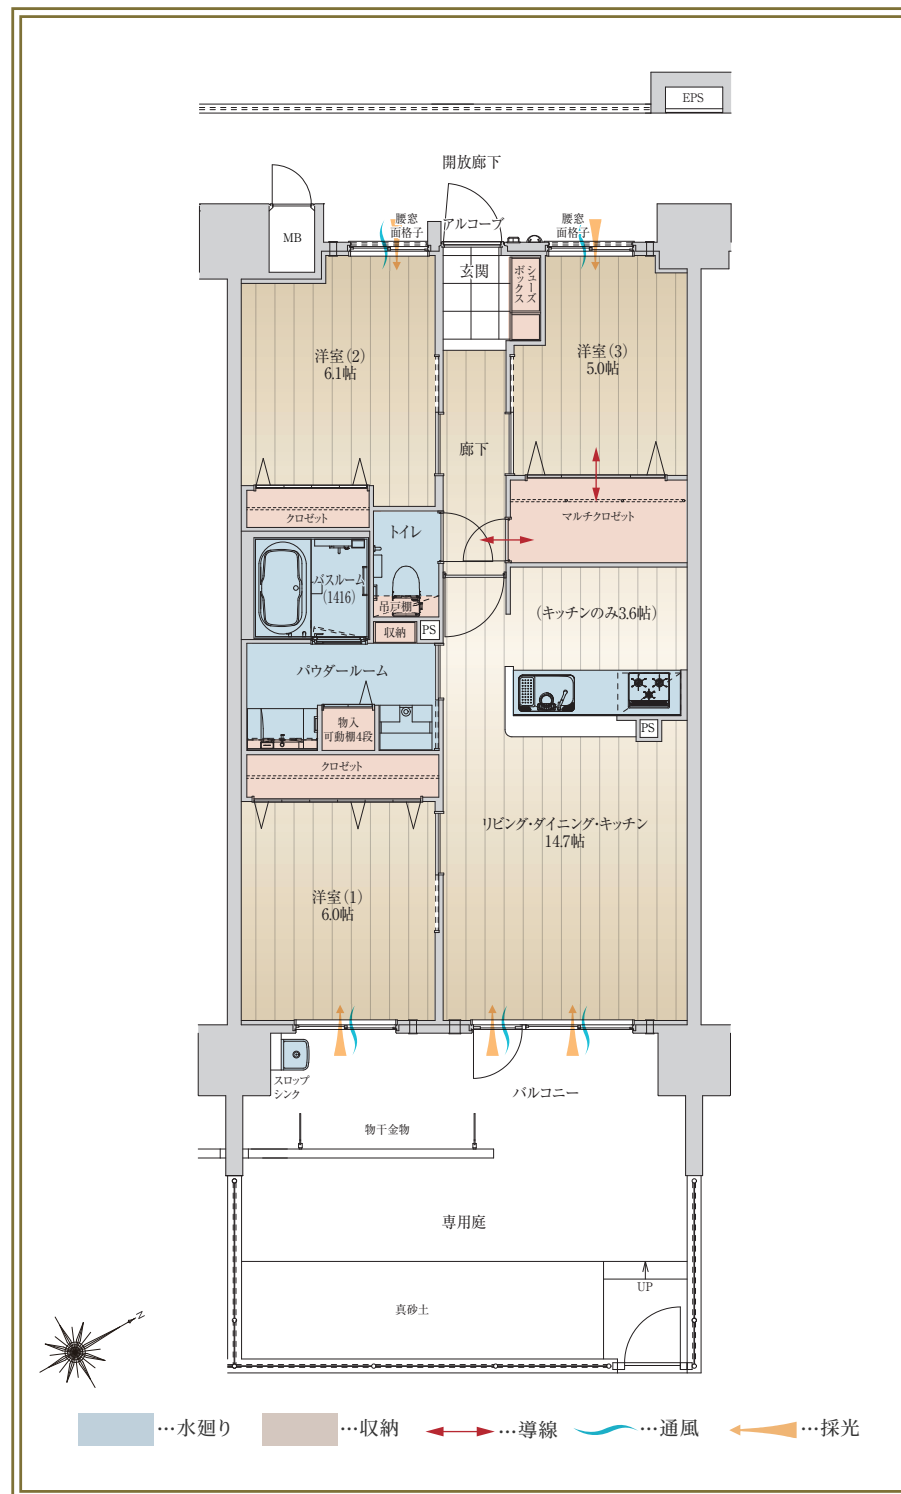 EPS
開放廊下
MB
腰窓
面格子
アルコーブ
腰窓
面格子
玄関
シューズ
ボックス
洋室(2)
6.1帖
洋室(3)
5.0帖
廊下
クロゼット
マルチクロゼット
トイレ
バスルーム
(1416)
吊戸棚
収納
PS
(キッチンのみ3.6帖)
パウダールーム
物入
可動棚4段
PS
クロゼット
リビング・ダイニング・キッチン
14.7帖
洋室(1)
6.0帖
スロップ
シンク
バルコニー
物干金物
専用庭
UP
真砂土
N
…水廻り
…収納
…導線
…通風
…採光